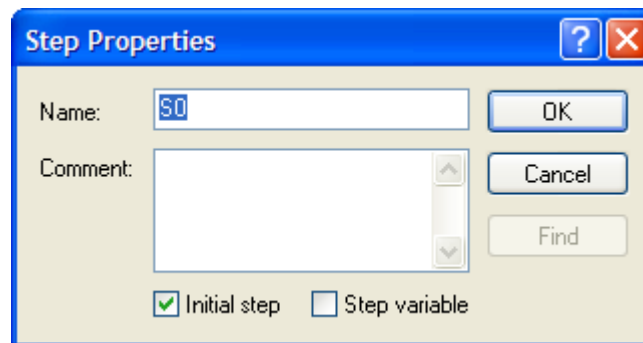 Step Properties
Name:
S0
OK
Comment:
Cancel
Find
Initial step
Step variable